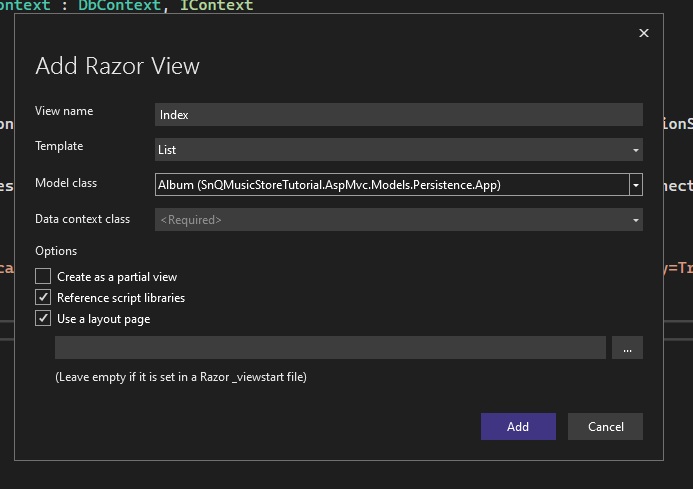 ontext : DbContext, IContext
Add Razor View
View name
Index
Template
List
Model class
Album (SnQMusicStoreTutorial.AspMvc.Models.Persistence.App)
Data context class
<Required>
Options
Create as a partial view
Reference script libraries
Use a layout page
...
(Leave empty if it is set in a Razor _viewstart file)
Add
Cancel
on
ionS
es
nect
ca
y=Tr